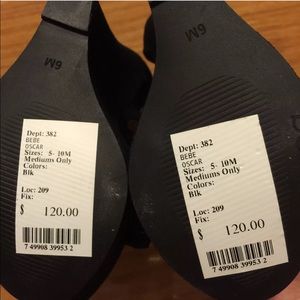 6M
Dept: 382
BEBE
OSCAR
Sizes: 5- 10M
Mediums Only
Colors:
Blk
Loc: 209
Fix:
$ 120.00
7 49908 39953 2
6M
Dept: 382
BEBE
OSCAR
Sizes: 5- 10M
Mediums Only
Colors:
Blk
Loc: 209
Fix:
$ 120.00
7 49908 39953 2